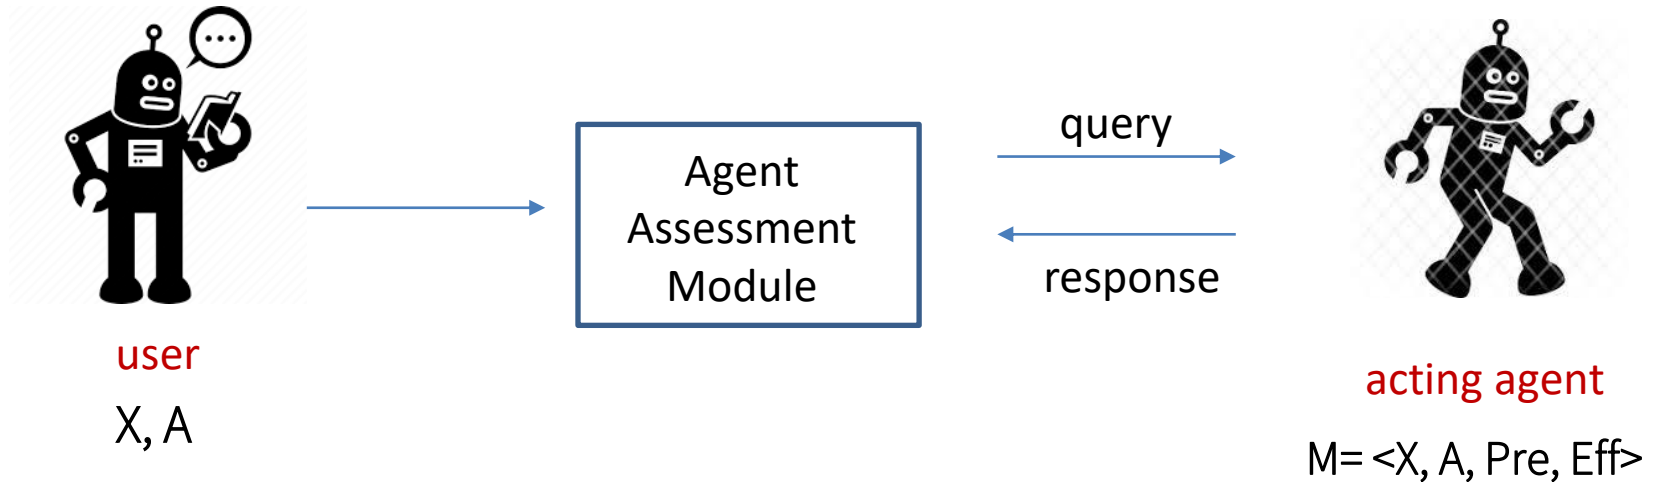 user
X, A
Agent
Assessment
Module
query
response
acting agent
M= <X, A, Pre, Eff>